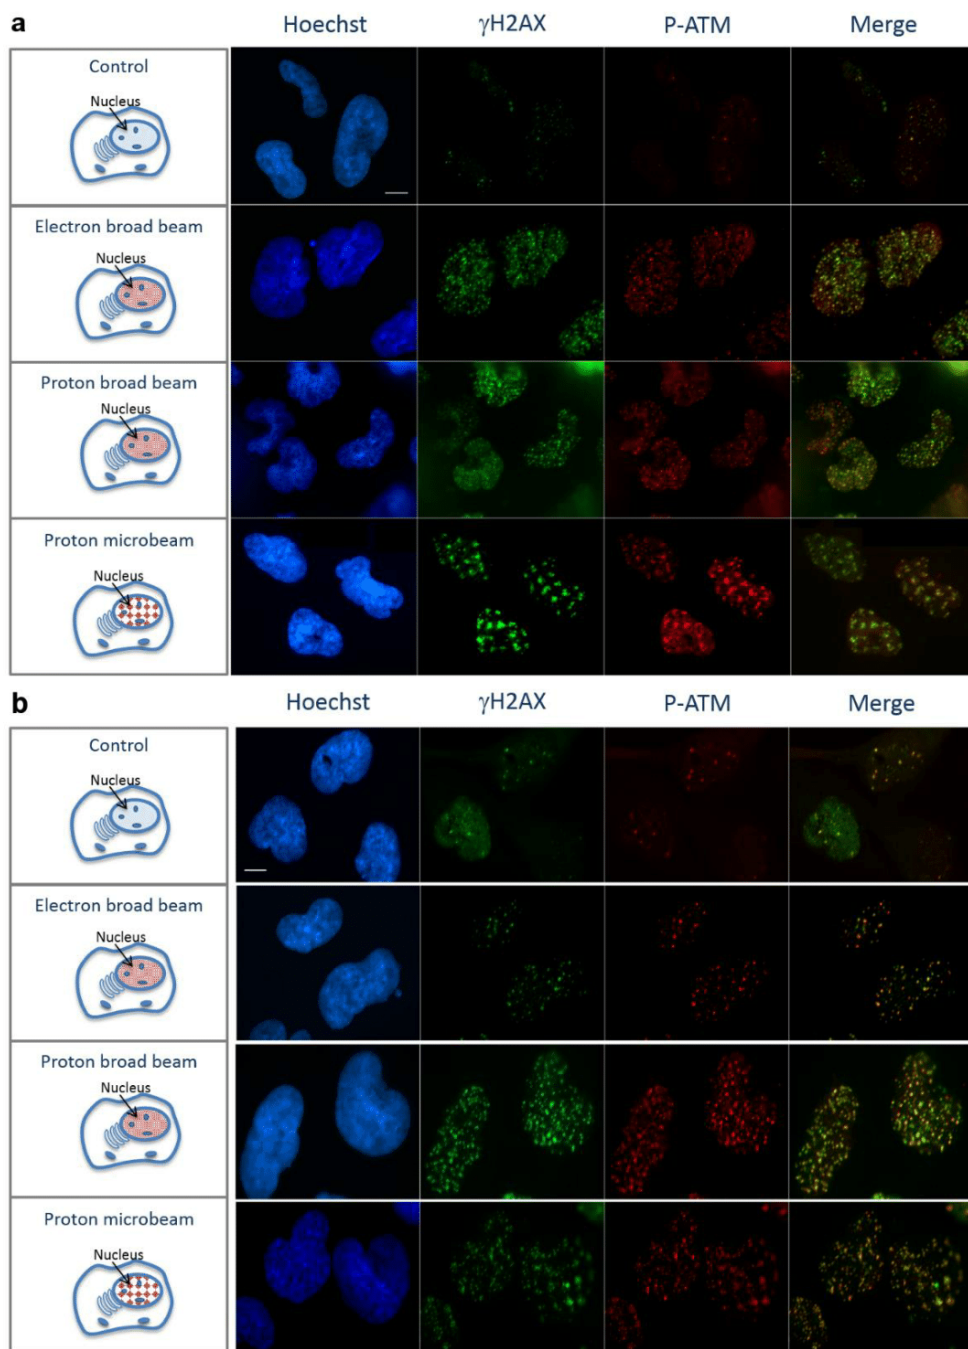 a
Hoechst γH2AX P-ATM Merge
Control
Nucleus
Electron broad beam
Nucleus
Proton broad beam
Nucleus
Proton microbeam
Nucleus
b
Hoechst γH2AX P-ATM Merge
Control
Nucleus
Electron broad beam
Nucleus
Proton broad beam
Nucleus
Proton microbeam
Nucleus